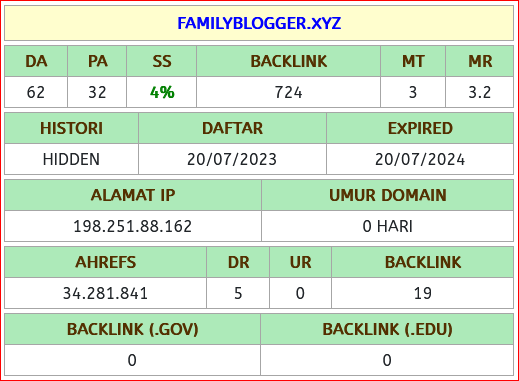 FAMILYBLOGGER.XYZ
DA PA SS BACKLINK MT MR
62 32 4% 724 3 3.2
HISTORI DAFTAR EXPIRED
HIDDEN 20/07/2023 20/07/2024
ALAMAT IP UMUR DOMAIN
198.251.88.162 0 HARI
AHREFS DR UR BACKLINK
34.281.841 5 0 19
BACKLINK (.GOV) BACKLINK (.EDU)
0 0